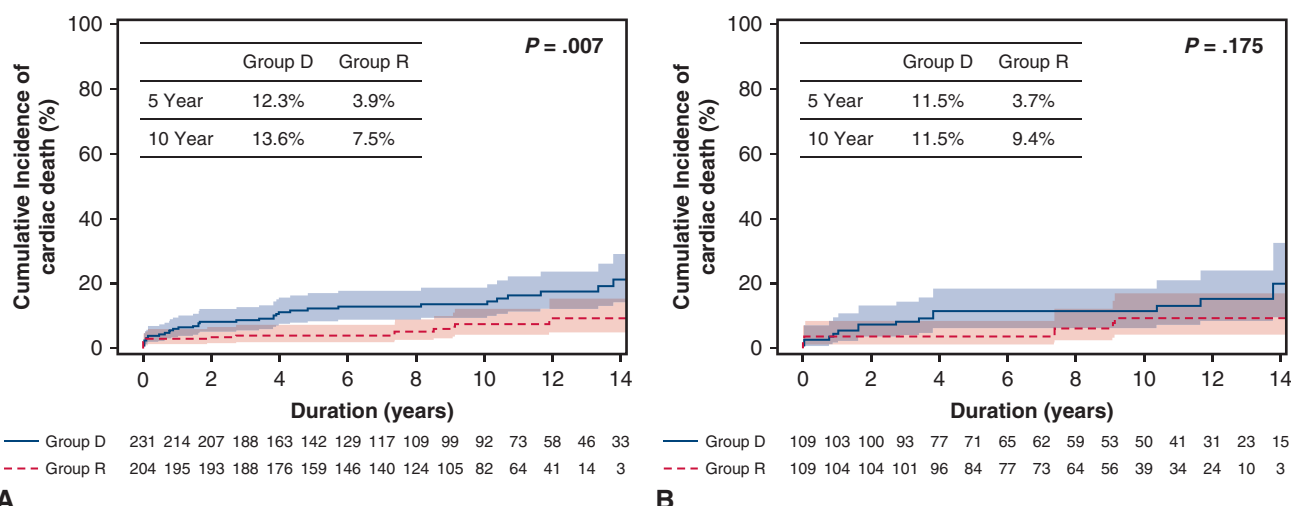 Cumulative Incidence of
cardiac death (%)
100
80
60
40
20
0
P = .007
Group D Group R
5 Year 12.3% 3.9%
10 Year 13.6% 7.5%
0 2 4 6 8 10 12 14
Duration (years)
Group D 231 214 207 188 163 142 129 117 109 99 92 73 58 46 33
Group R 204 195 193 188 176 159 146 140 124 105 82 64 41 14 3
A
Cumulative Incidence of
cardiac death (%)
100
80
60
40
20
0
P = .175
Group D Group R
5 Year 11.5% 3.7%
10 Year 11.5% 9.4%
0 2 4 6 8 10 12 14
Duration (years)
Group D 109 103 100 93 77 71 65 62 59 53 50 41 31 23 15
Group R 109 104 104 101 96 84 77 73 64 56 39 34 24 10 3
B